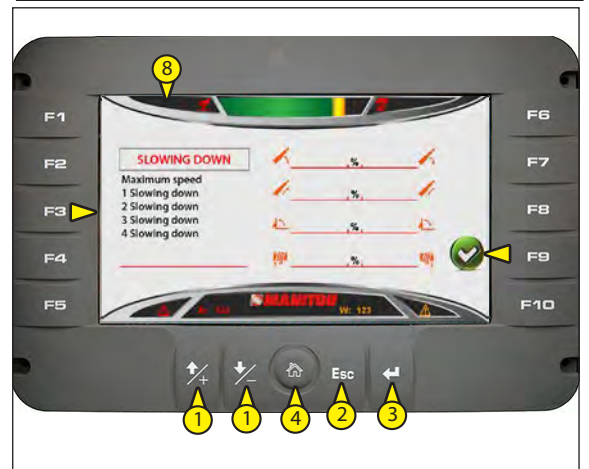 8
F1
F2
F3
F4
F5
F6
F7
F8
F9
F10
SLOWING DOWN
Maximum speed
1 Slowing down
2 Slowing down
3 Slowing down
4 Slowing down
%
%
%
%
MANITOU
W: 123
+
-
Esc
1
1
4
2
3